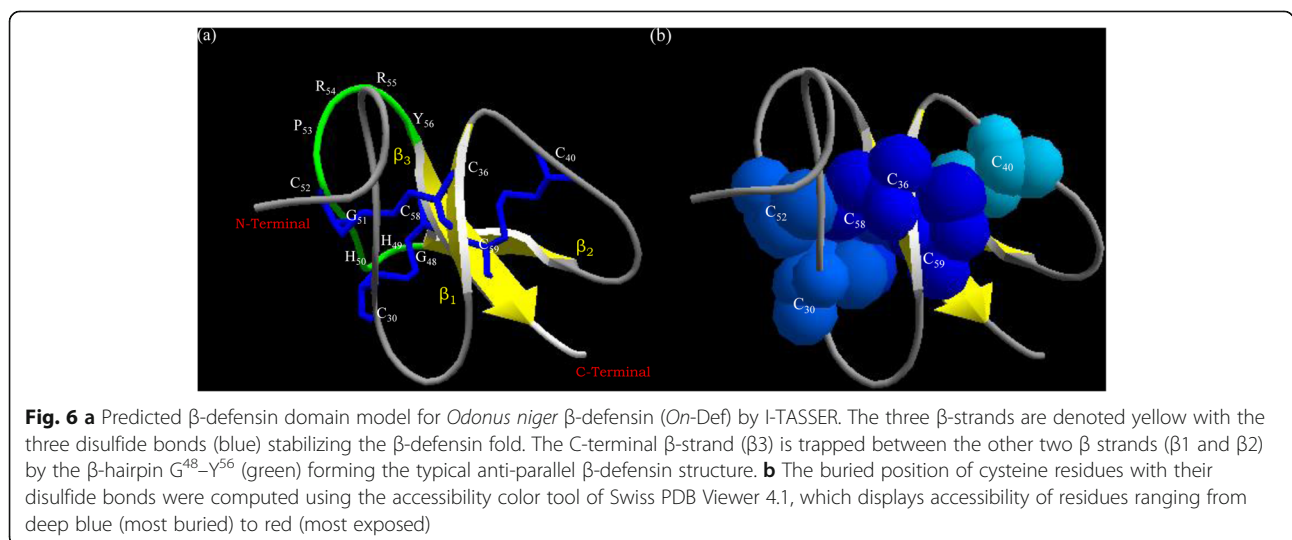 (a)
(b)
R₅₅
R₅₄
Y₅₆
P₅₃
β₃
C₄₀
C₃₆
C₅₂
G₅₁
C₅₈
N-Terminal
H₄₉
C₅₉
H₅₀
G₄₈
β₂
β₁
C₃₀
C-Terminal
C₄₀
C₃₆
C₅₂
C₅₈
C₅₉
C₃₀
Fig. 6 a Predicted β-defensin domain model for Odonus niger β-defensin (On-Def) by I-TASSER. The three β-strands are denoted yellow with the
three disulfide bonds (blue) stabilizing the β-defensin fold. The C-terminal β-strand (β3) is trapped between the other two β strands (β1 and β2)
by the β-hairpin G⁴⁸–Y⁵⁶ (green) forming the typical anti-parallel β-defensin structure. b The buried position of cysteine residues with their
disulfide bonds were computed using the accessibility color tool of Swiss PDB Viewer 4.1, which displays accessibility of residues ranging from
deep blue (most buried) to red (most exposed)